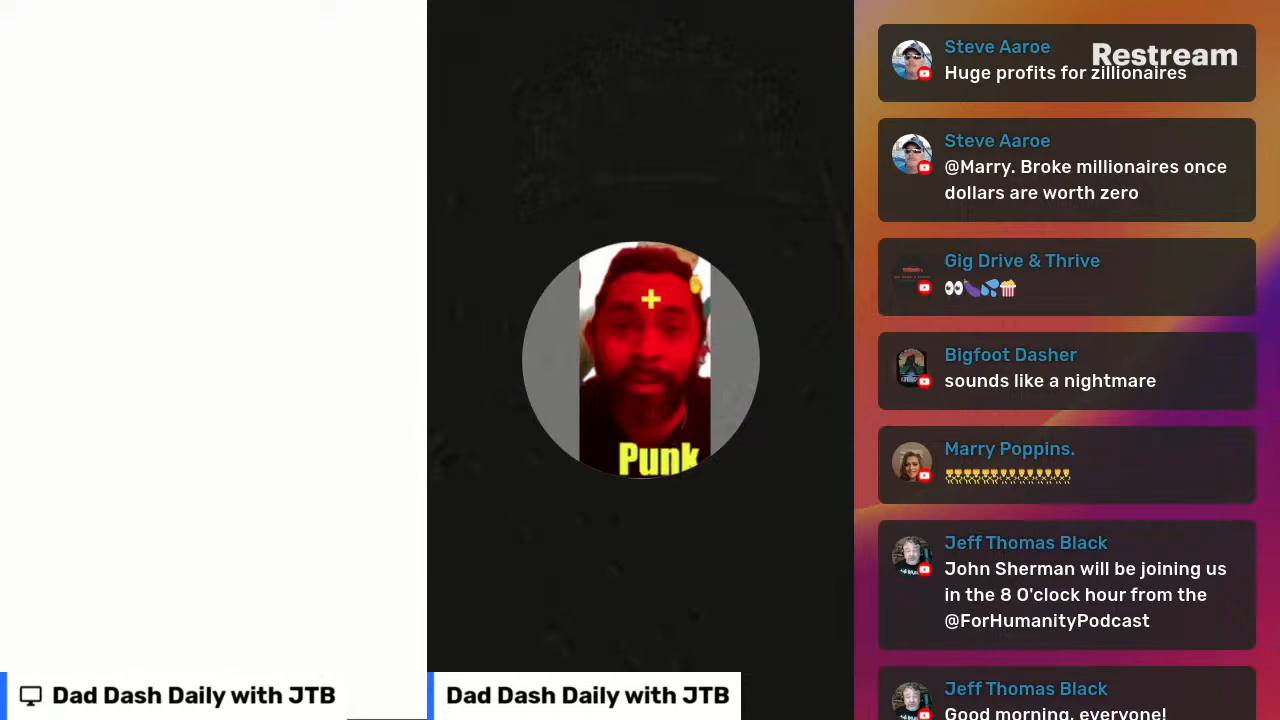 Restream
Steve Aaroe
Huge profits for zillionaires
Steve Aaroe
@Marry. Broke millionaires once
dollars are worth zero
Gig Drive & Thrive
👀🍆💦🍿
Bigfoot Dasher
sounds like a nightmare
Marry Poppins.
Jeff Thomas Black
John Sherman will be joining us
in the 8 O'clock hour from the
@ForHumanityPodcast
Jeff Thomas Black
Good morning, everyone!
Punk
Dad Dash Daily with JTB
Dad Dash Daily with JTB